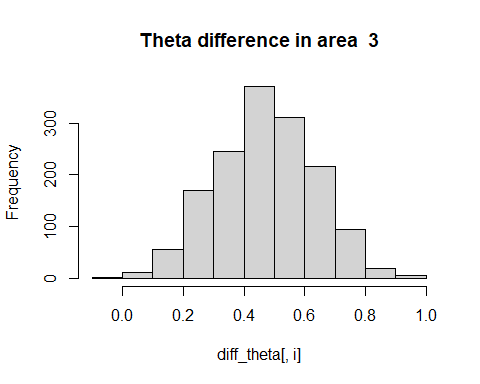 Theta difference in area  3
Frequency
300
200
100
0
0.0 0.2 0.4 0.6 0.8 1.0
diff_theta[, i]